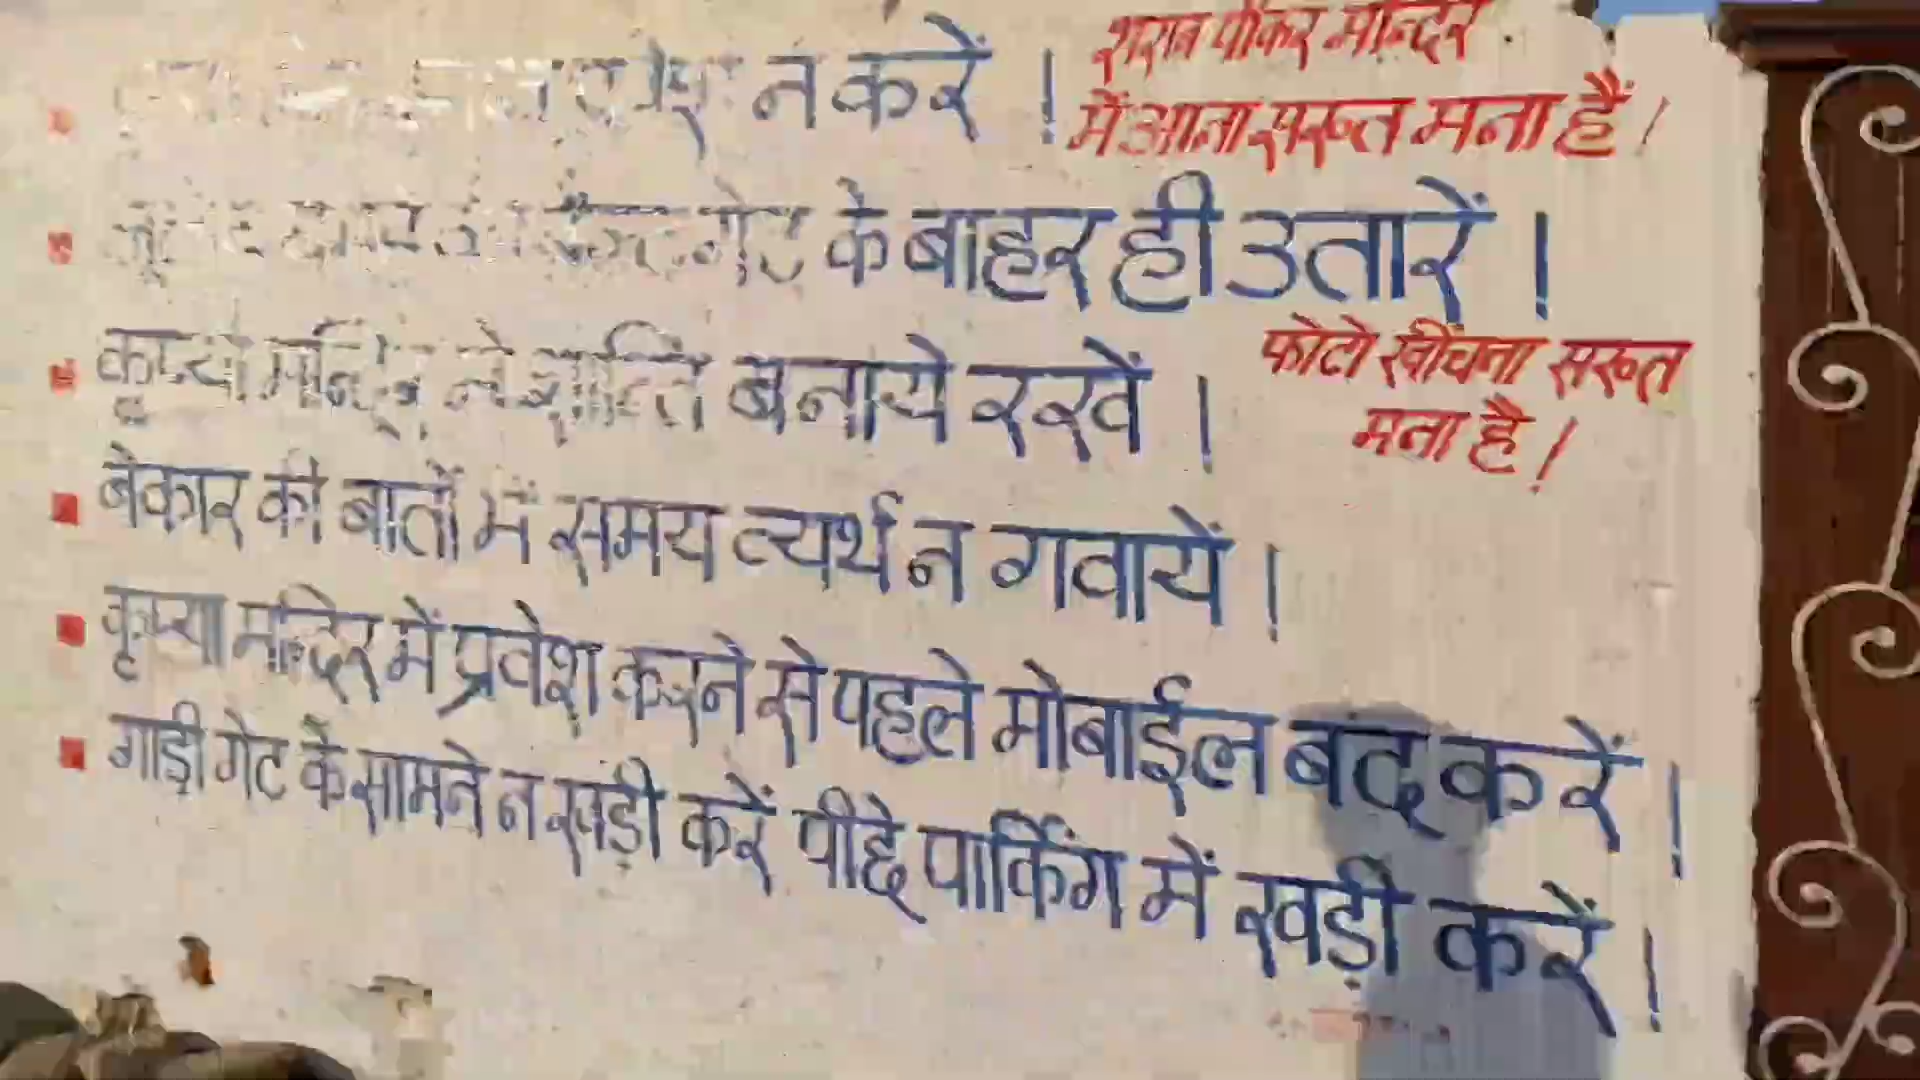 न करें !
शराब पीकर मन्दिर
में आना सख्त मना हैं !
गेट के बाहर ही उतारें ।
कृप्या मन्दिर में शान्ति बनाये रखें ।
फोटो खींचना सख्त
मना है !
बेकार की बातों में समय व्यर्थ न गवायें ।
कृप्या मन्दिर में प्रवेश करने से पहले मोबाईल बंद करें ।
गाड़ी गेट के सामने न खड़ी करें पीछे पार्किंग में खड़ी करें ।